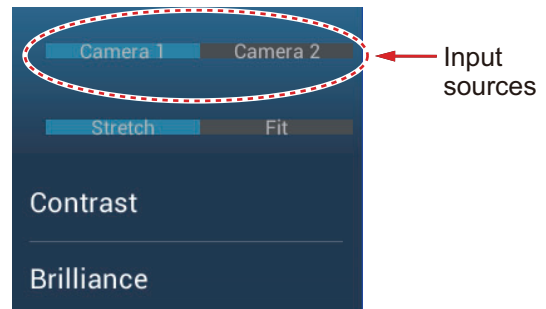 Camera 1 Camera 2
Input
sources
Stretch Fit
Contrast
Brilliance